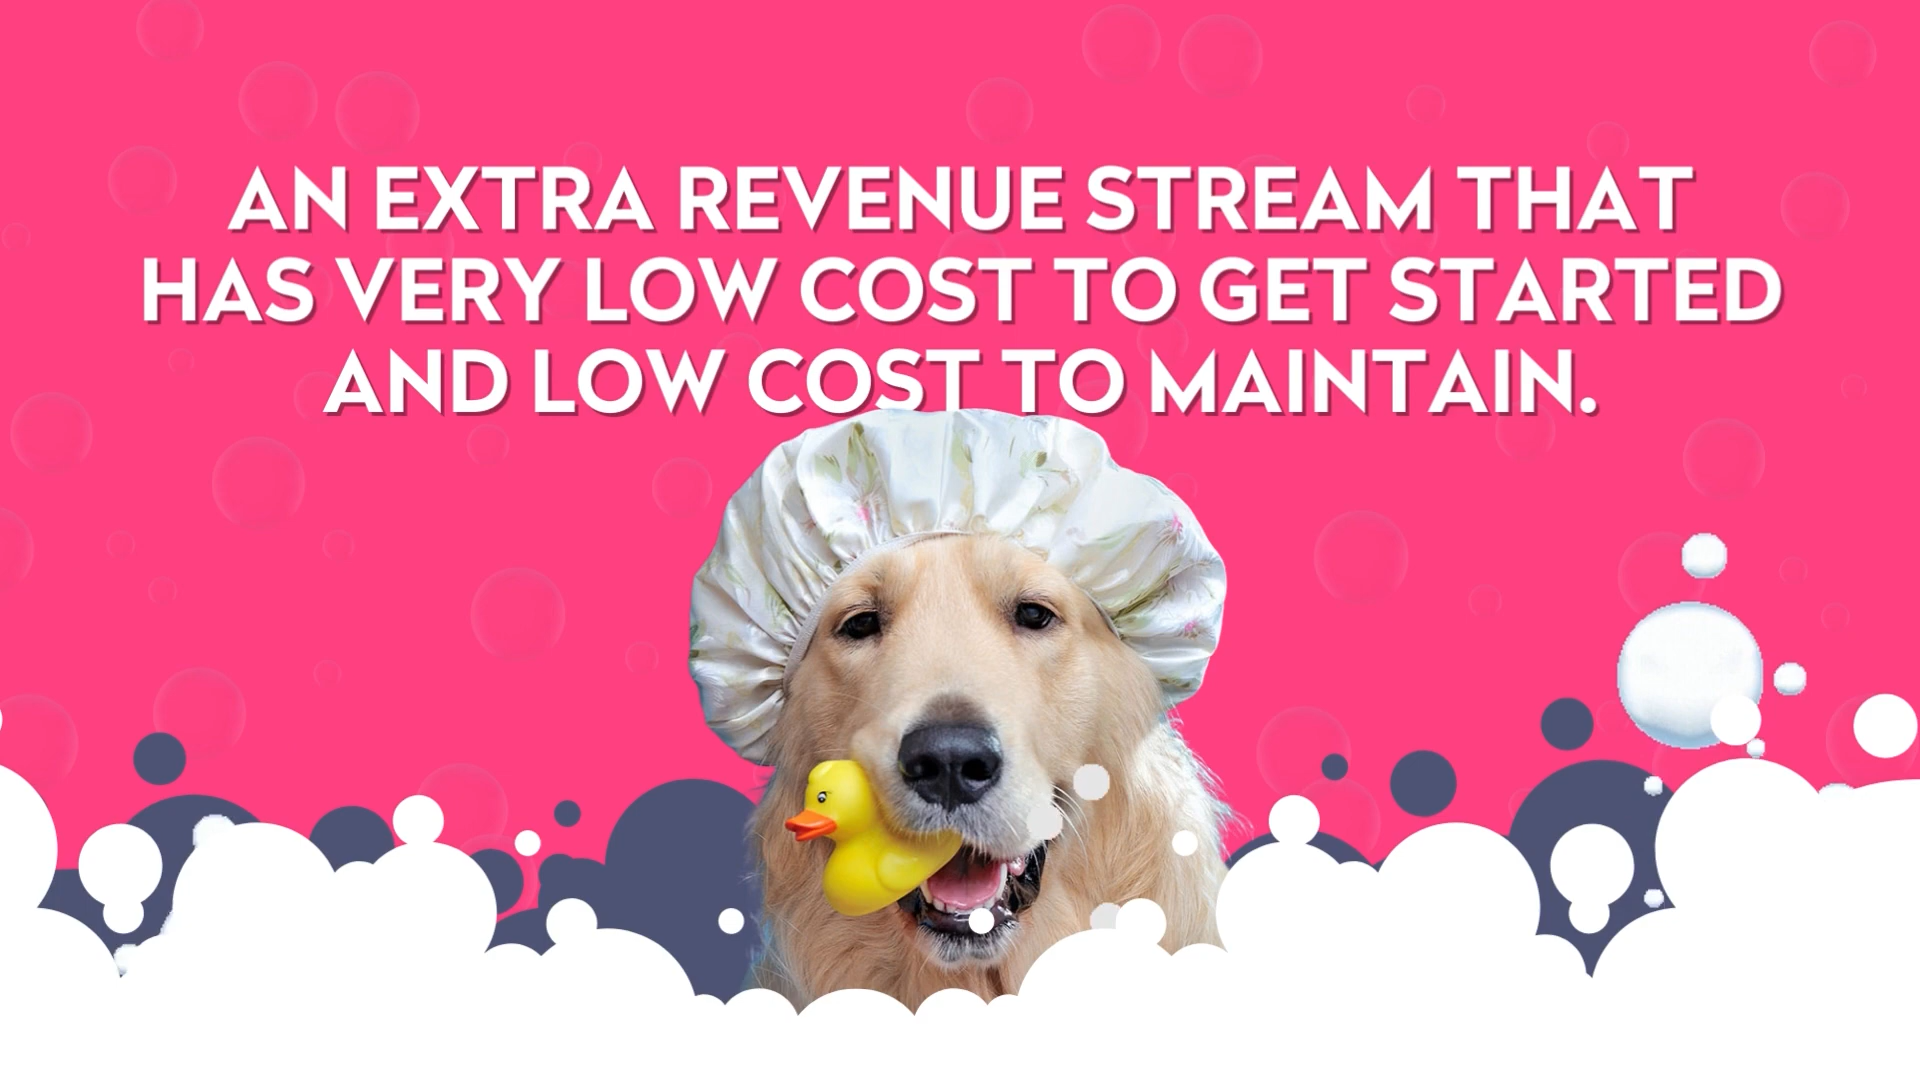 AN EXTRA REVENUE STREAM THAT
HAS VERY LOW COST TO GET STARTED
AND LOW COST TO MAINTAIN.